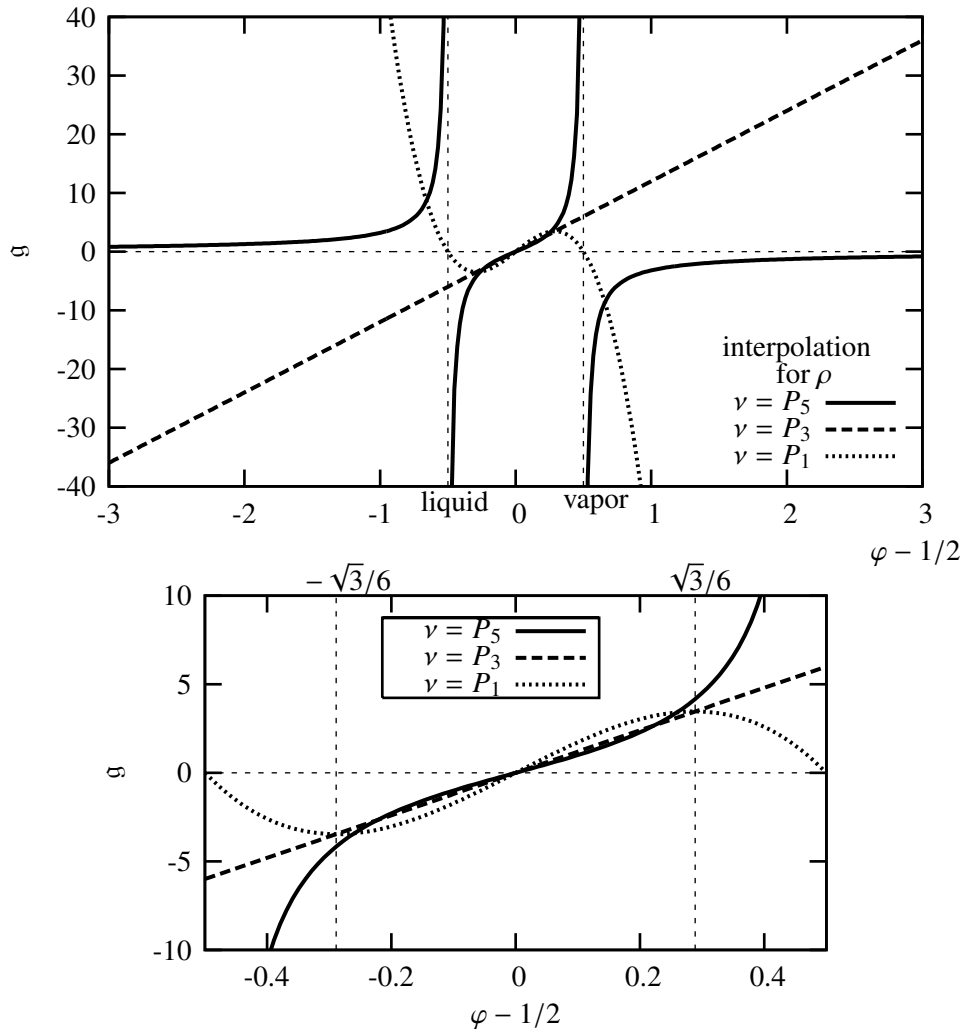 40
30
20
10
0
-10
-20
-30
-40
g
-3 -2 -1 0 1 2 3
liquid vapor
φ − 1/2
interpolation
for ρ
ν = P₅
ν = P₃
ν = P₁
− √3/6 √3/6
10
5
0
-5
-10
g
ν = P₅
ν = P₃
ν = P₁
-0.4 -0.2 0 0.2 0.4
φ − 1/2